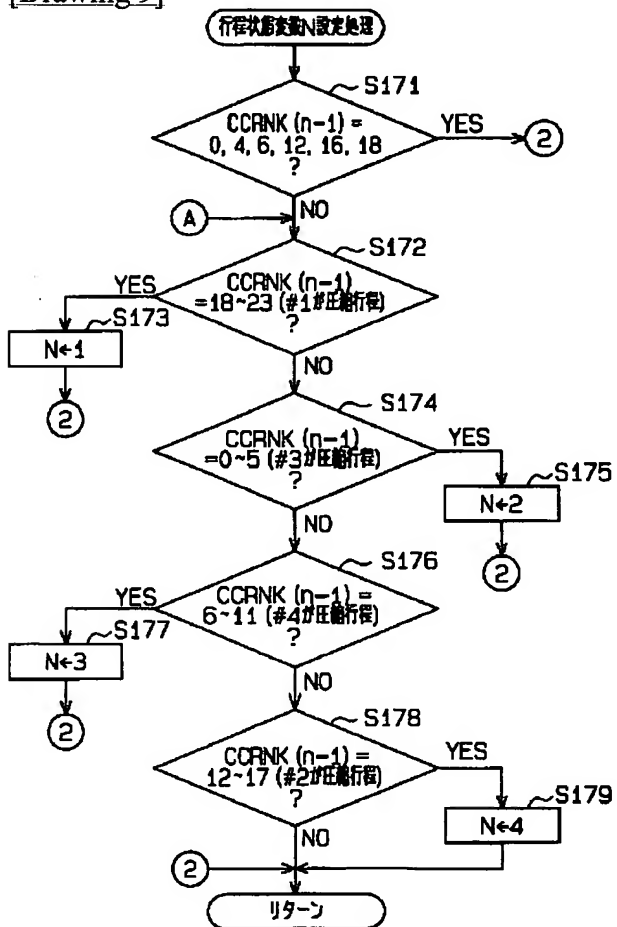 [Drawing 9]
行程状態変数N設定処理
S171
CCRNK (n-1) =
0, 4, 6, 12, 16, 18
?
YES
2
NO
A
S172
CCRNK (n-1)
=18~23 (#1が圧縮行程)
?
YES
S173
N←1
2
NO
S174
CCRNK (n-1)
=0~5 (#3が圧縮行程)
?
YES
S175
N←2
2
NO
S176
CCRNK (n-1) =
6~11 (#4が圧縮行程)
?
YES
S177
N←3
2
NO
S178
CCRNK (n-1) =
12~17 (#2が圧縮行程)
?
YES
S179
N←4
NO
2
リターン